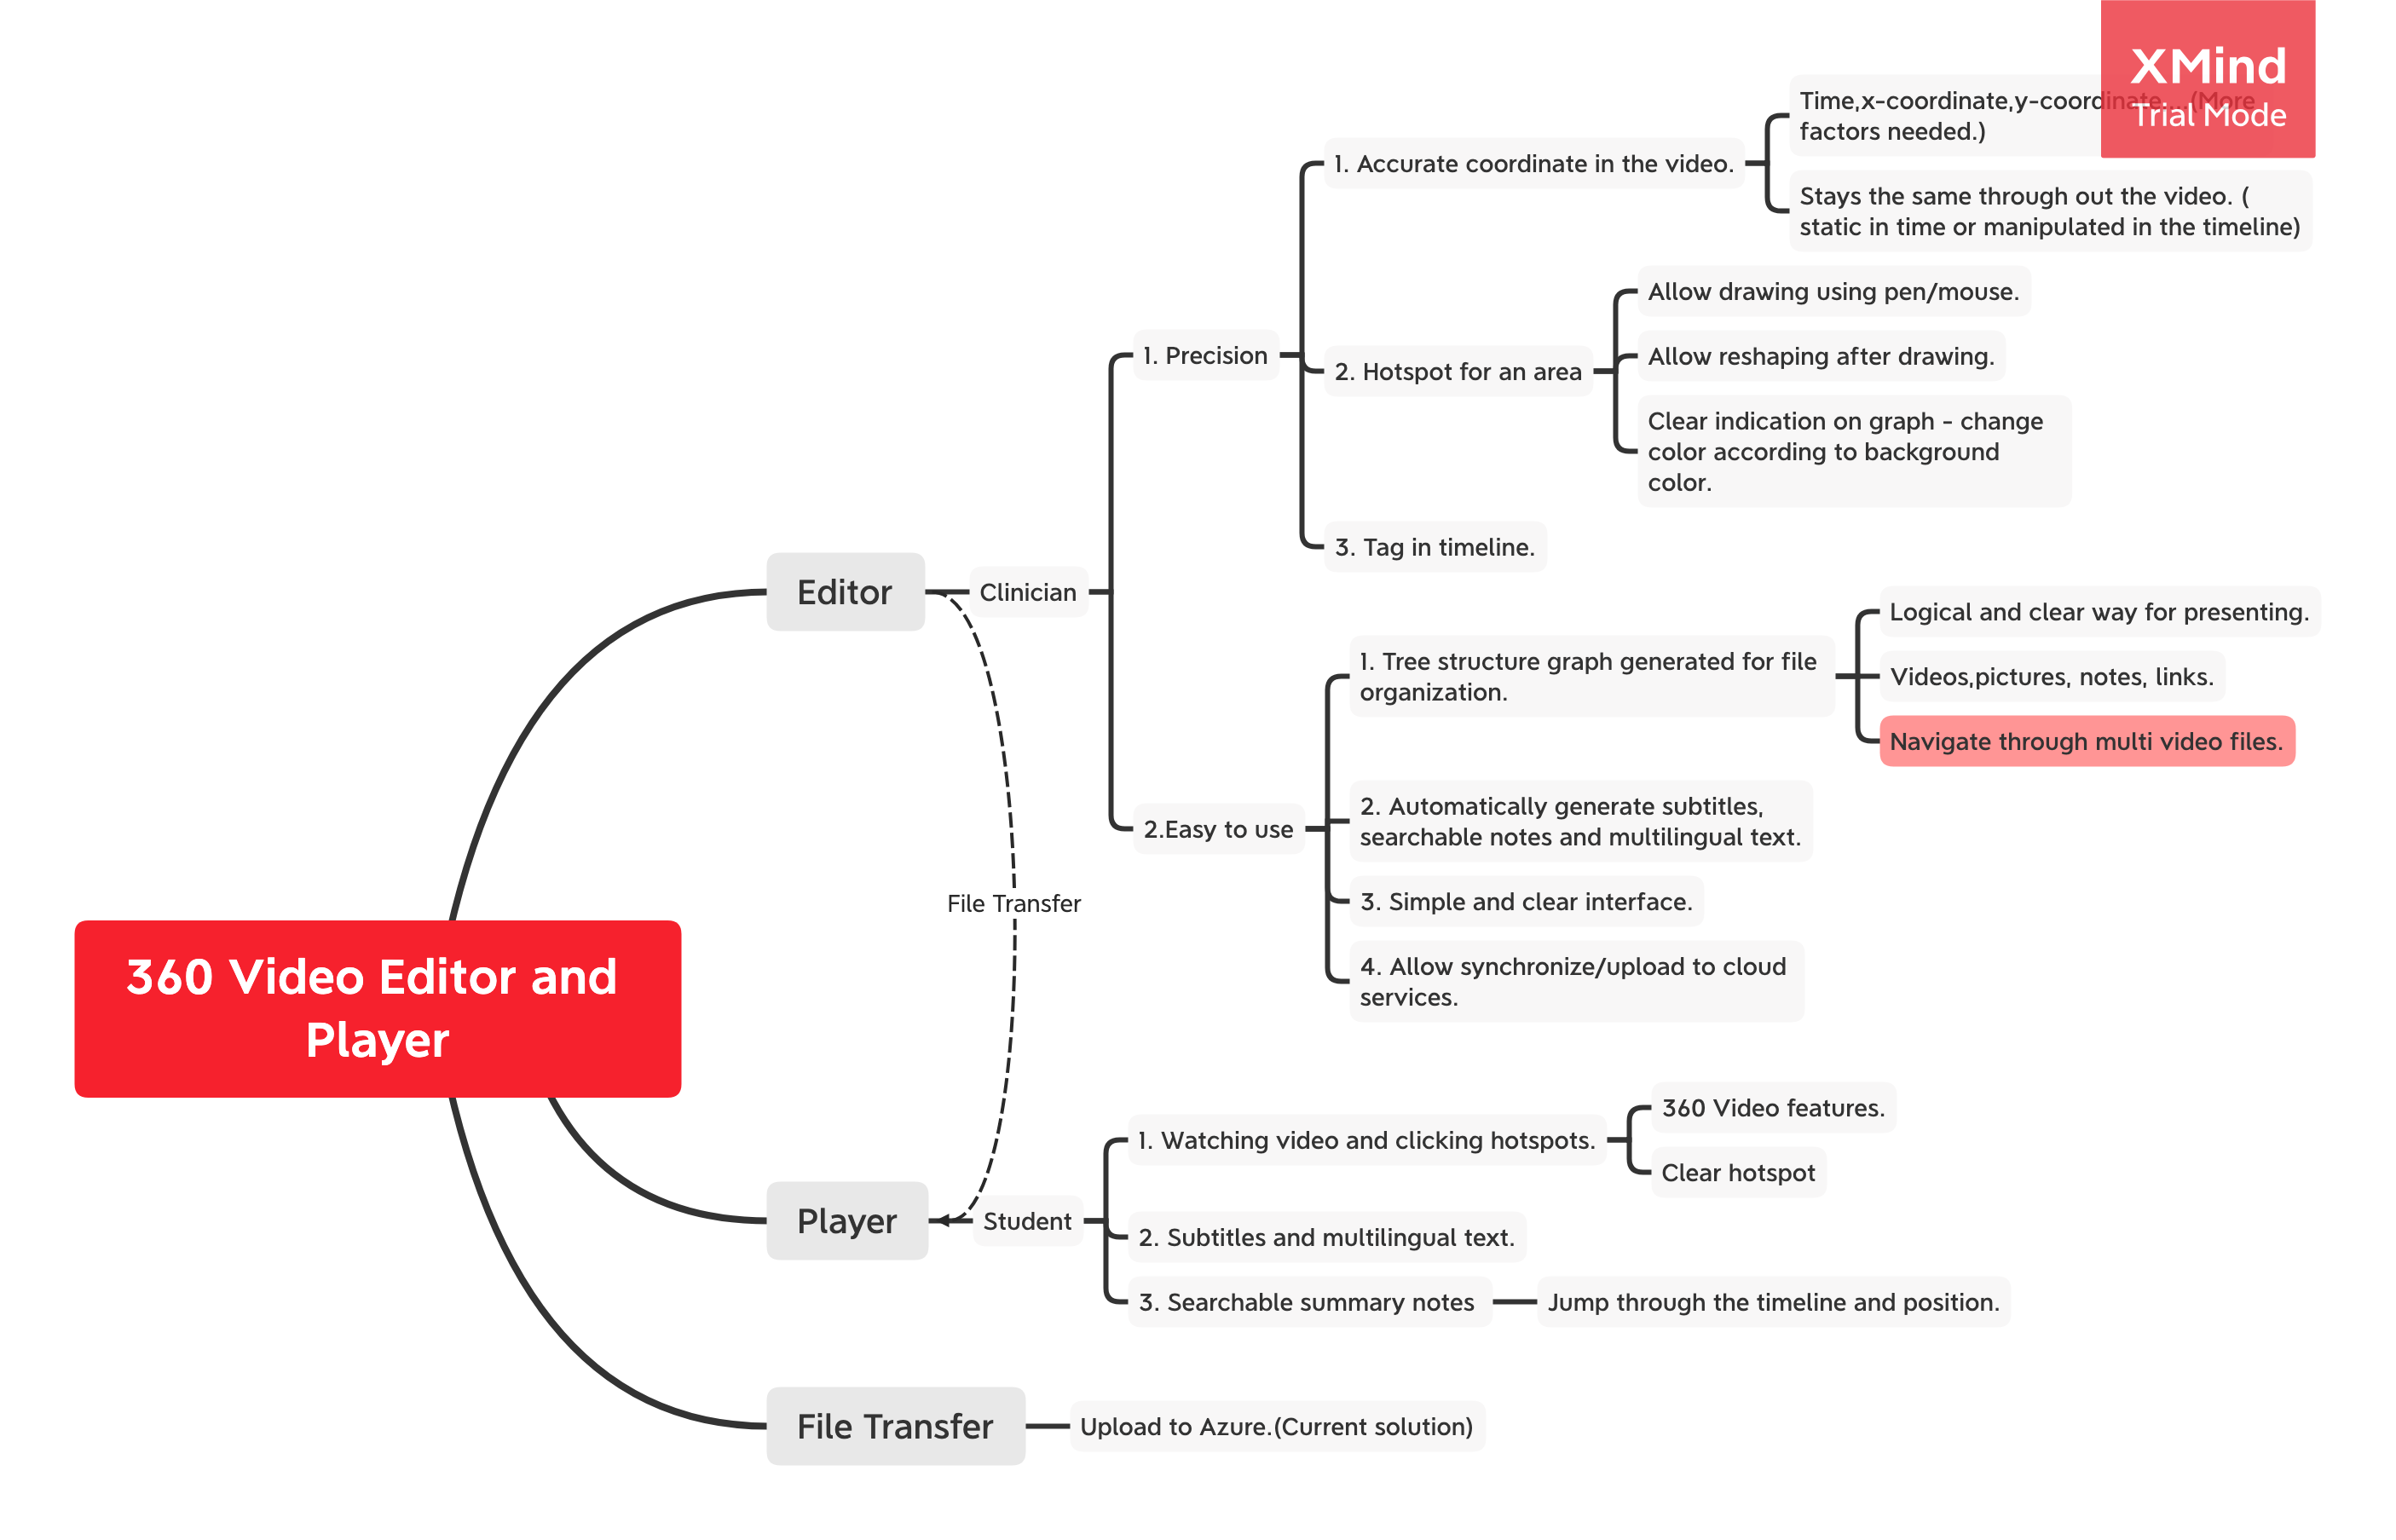 XMind
Trial Mode
Time,x-coordinate,y-coordinate....(More
factors needed.)
1. Accurate coordinate in the video.
Stays the same through out the video. (
static in time or manipulated in the timeline)
Allow drawing using pen/mouse.
1. Precision
2. Hotspot for an area
Allow reshaping after drawing.
Clear indication on graph - change
color according to background
color.
3. Tag in timeline.
Editor
Clinician
Logical and clear way for presenting.
1. Tree structure graph generated for file
organization.
Videos,pictures, notes, links.
Navigate through multi video files.
2.Easy to use
2. Automatically generate subtitles,
searchable notes and multilingual text.
3. Simple and clear interface.
4. Allow synchronize/upload to cloud
services.
File Transfer
360 Video Editor and
Player
360 Video features.
1. Watching video and clicking hotspots.
Clear hotspot
Player
Student
2. Subtitles and multilingual text.
3. Searchable summary notes
Jump through the timeline and position.
File Transfer
Upload to Azure.(Current solution)